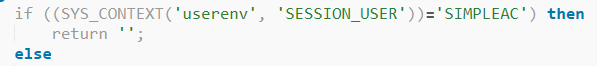 if ((SYS_CONTEXT('userenv', 'SESSION_USER'))='SIMPLEAC') then
    return '';
else